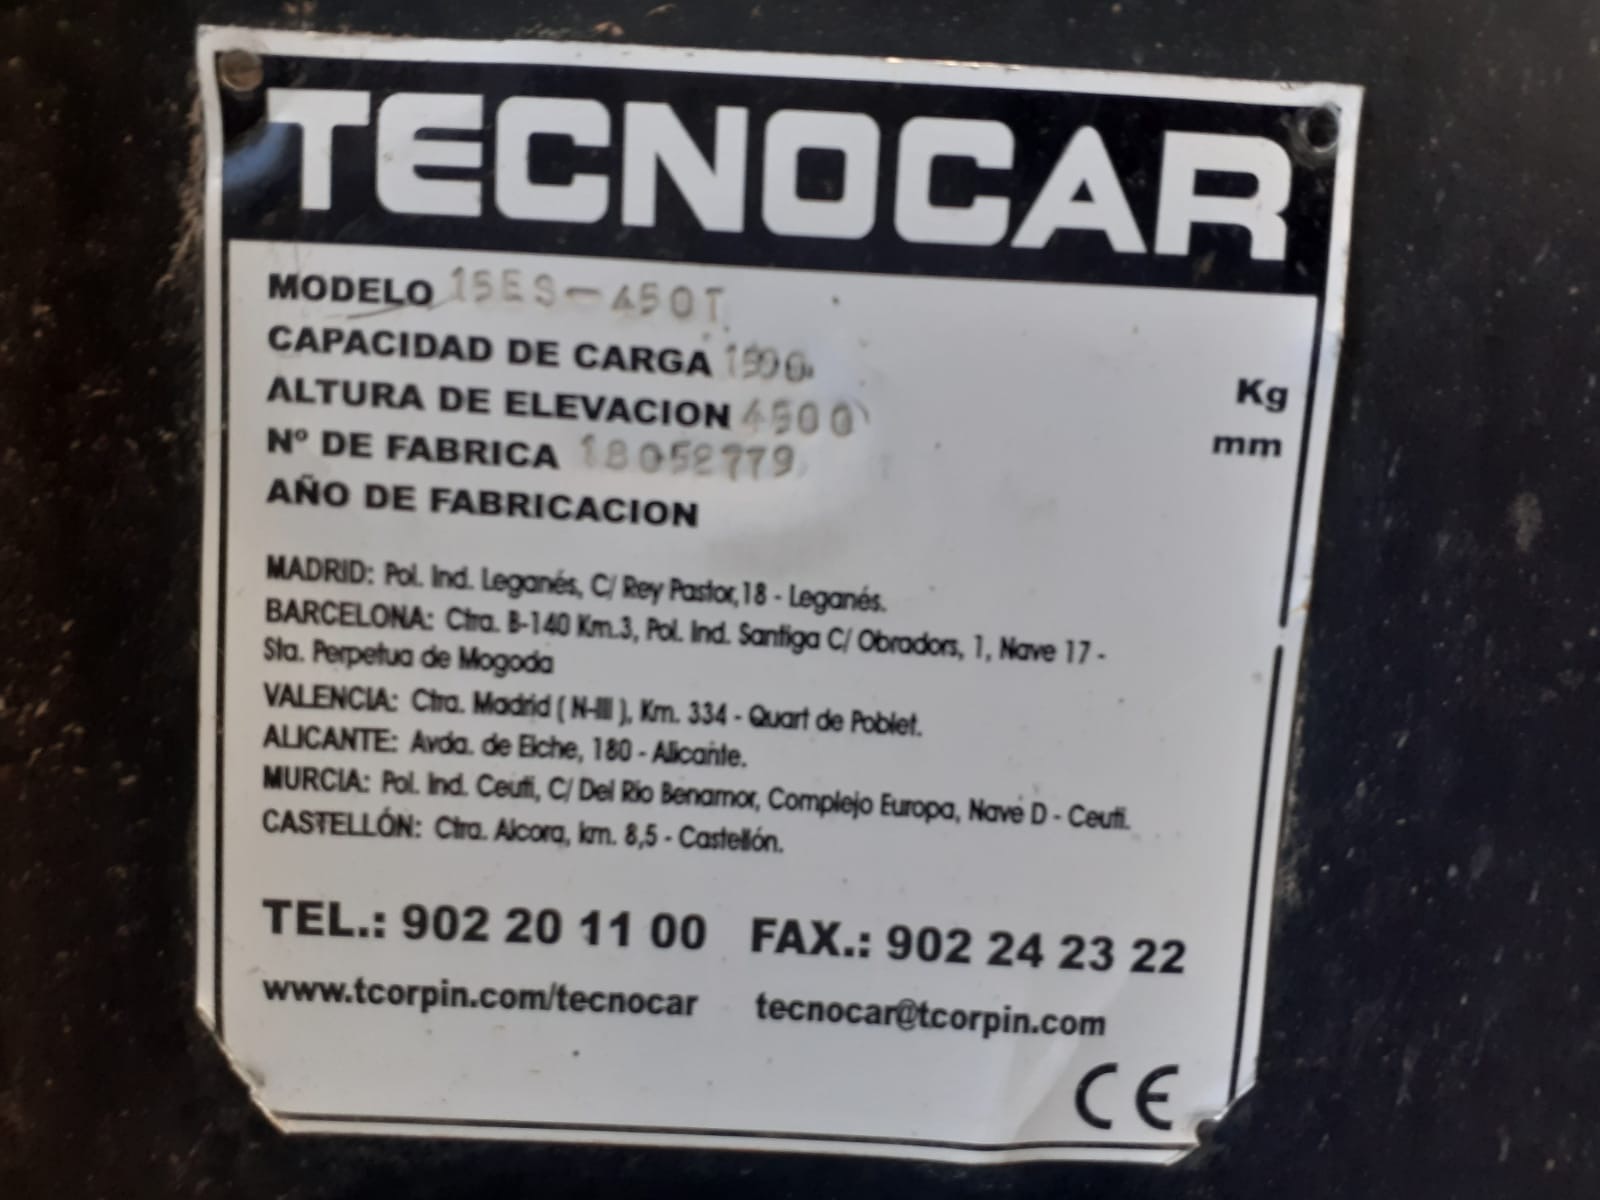 TECNOCAR
MODELO 15ES-450T
CAPACIDAD DE CARGA 1500 Kg
ALTURA DE ELEVACION 4500 mm
Nº DE FABRICA 18052779
AÑO DE FABRICACION
MADRID: Pol. Ind. Leganés, C/ Rey Pastor,18 - Leganés.
BARCELONA: Ctra. B-140 Km.3, Pol. Ind. Santiga C/ Obradors, 1, Nave 17 -
Sta. Perpetua de Mogoda
VALENCIA: Ctra. Madrid ( N-III ), Km. 334 - Quart de Poblet.
ALICANTE: Avda. de Elche, 180 - Alicante.
MURCIA: Pol. Ind. Ceutí, C/ Del Río Benamor, Complejo Europa, Nave D - Ceutí.
CASTELLÓN: Ctra. Alcora, km. 8,5 - Castellón.
TEL.: 902 20 11 00 FAX.: 902 24 23 22
www.tcorpin.com/tecnocar tecnocar@tcorpin.com
CE